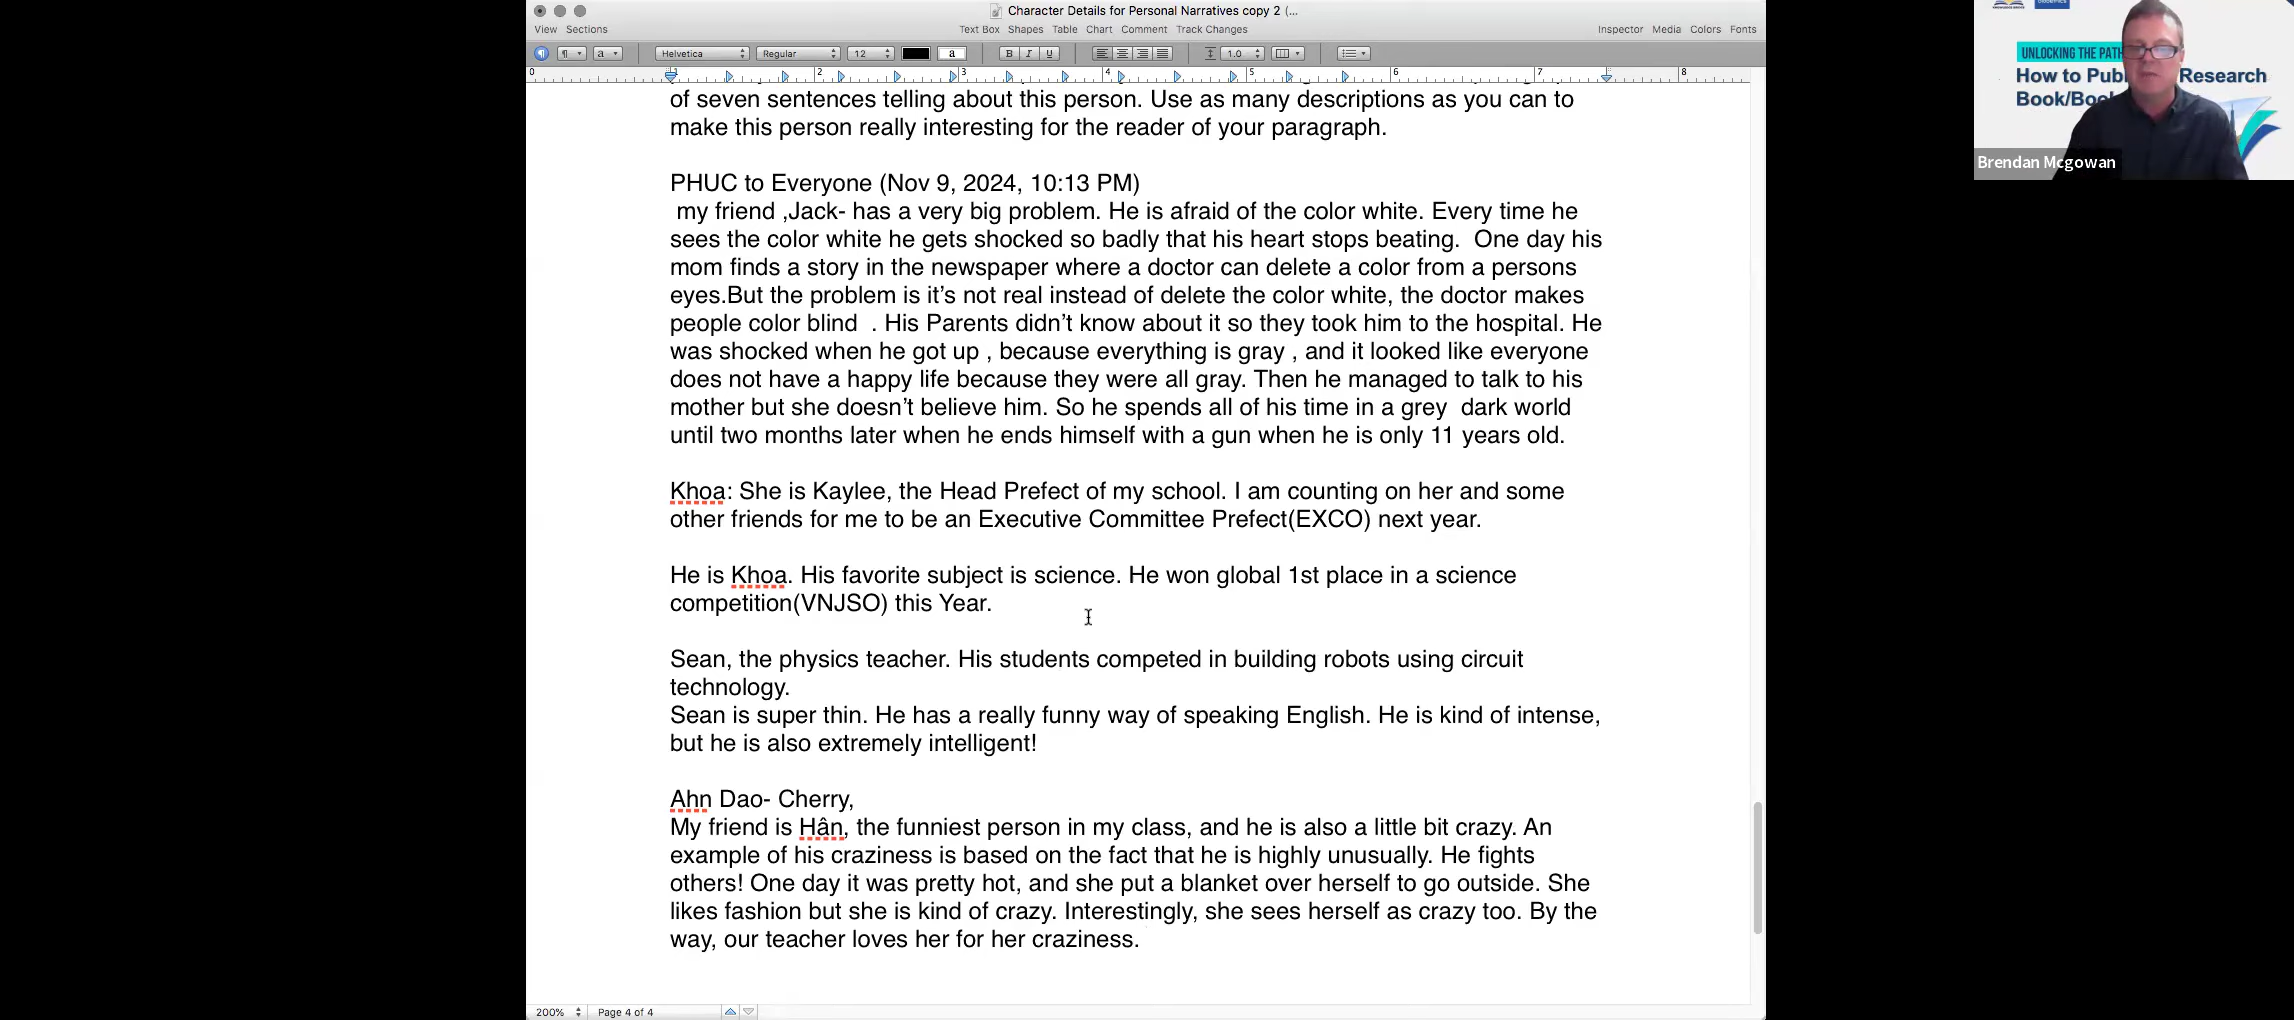 Character Details for Personal Narratives copy 2 (...
View Sections Text Box Shapes Table Chart Comment Track Changes Inspector Media Colors Fonts
Helvetica Regular 12 a B I U 1.0
0 1 2 3 4 5 6 7 8
of seven sentences telling about this person. Use as many descriptions as you can to
make this person really interesting for the reader of your paragraph.
PHUC to Everyone (Nov 9, 2024, 10:13 PM)
my friend ,Jack- has a very big problem. He is afraid of the color white. Every time he
sees the color white he gets shocked so badly that his heart stops beating.  One day his
mom finds a story in the newspaper where a doctor can delete a color from a persons
eyes.But the problem is it’s not real instead of delete the color white, the doctor makes
people color blind  . His Parents didn’t know about it so they took him to the hospital. He
was shocked when he got up , because everything is gray , and it looked like everyone
does not have a happy life because they were all gray. Then he managed to talk to his
mother but she doesn’t believe him. So he spends all of his time in a grey  dark world
until two months later when he ends himself with a gun when he is only 11 years old.
Khoa: She is Kaylee, the Head Prefect of my school. I am counting on her and some
other friends for me to be an Executive Committee Prefect(EXCO) next year.
He is Khoa. His favorite subject is science. He won global 1st place in a science
competition(VNJSO) this Year.
Sean, the physics teacher. His students competed in building robots using circuit
technology.
Sean is super thin. He has a really funny way of speaking English. He is kind of intense,
but he is also extremely intelligent!
Ahn Dao- Cherry,
My friend is Hân, the funniest person in my class, and he is also a little bit crazy. An
example of his craziness is based on the fact that he is highly unusually. He fights
others! One day it was pretty hot, and she put a blanket over herself to go outside. She
likes fashion but she is kind of crazy. Interestingly, she sees herself as crazy too. By the
way, our teacher loves her for her craziness.
200% Page 4 of 4
UNLOCKING THE PATH
How to Pub Research
Book/Boo
Brendan Mcgowan